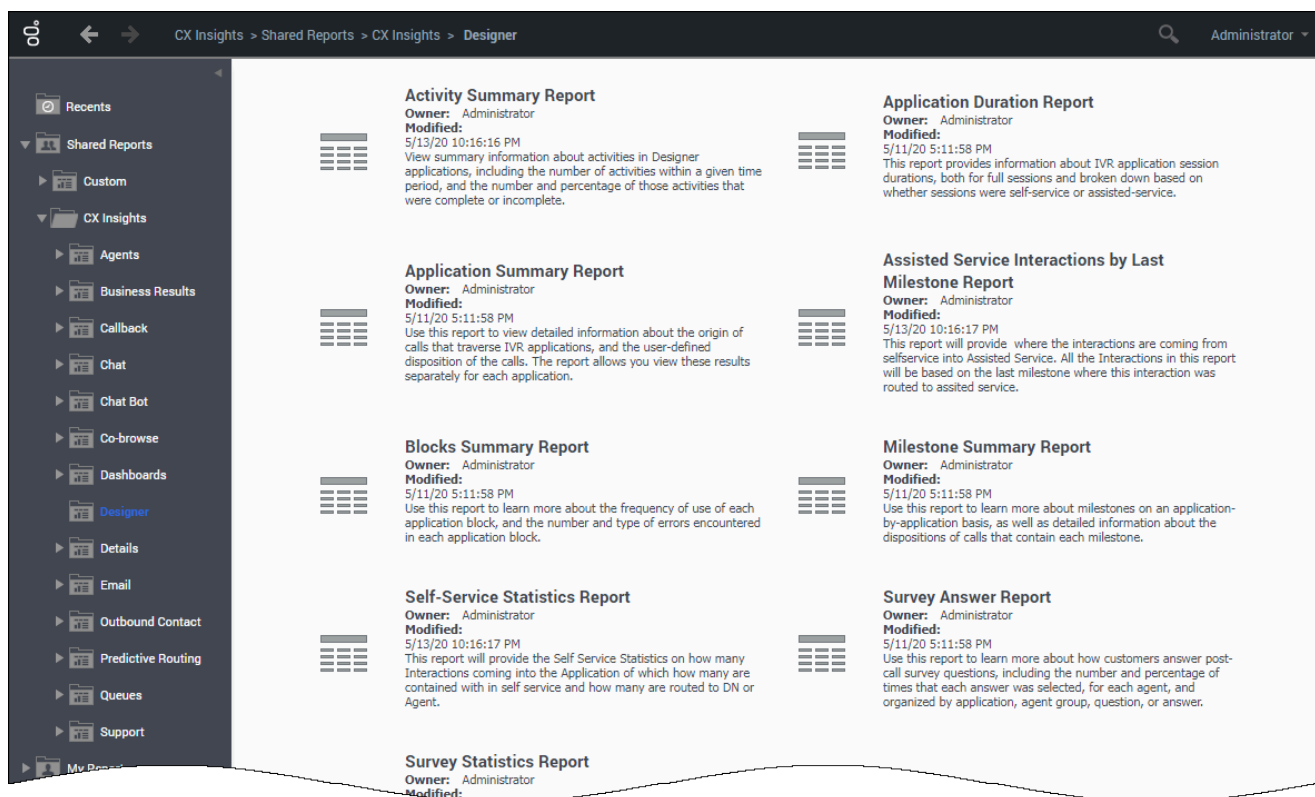 CX Insights > Shared Reports > CX Insights > Designer
Administrator
Recents
Shared Reports
Custom
CX Insights
Agents
Business Results
Callback
Chat
Chat Bot
Co-browse
Dashboards
Designer
Details
Email
Outbound Contact
Predictive Routing
Queues
Support
Activity Summary Report
Owner: Administrator
Modified:
5/13/20 10:16:16 PM
View summary information about activities in Designer
applications, including the number of activities within a given time
period, and the number and percentage of those activities that
were complete or incomplete.
Application Duration Report
Owner: Administrator
Modified:
5/11/20 5:11:58 PM
This report provides information about IVR application session
durations, both for full sessions and broken down based on
whether sessions were self-service or assisted-service.
Application Summary Report
Owner: Administrator
Modified:
5/11/20 5:11:58 PM
Use this report to view detailed information about the origin of
calls that traverse IVR applications, and the user-defined
disposition of the calls. The report allows you view these results
separately for each application.
Assisted Service Interactions by Last
Milestone Report
Owner: Administrator
Modified:
5/13/20 10:16:17 PM
This report will provide where the interactions are coming from
selfservice into Assisted Service. All the Interactions in this report
will be based on the last milestone where this interaction was
routed to assited service.
Blocks Summary Report
Owner: Administrator
Modified:
5/11/20 5:11:58 PM
Use this report to learn more about the frequency of use of each
application block, and the number and type of errors encountered
in each application block.
Milestone Summary Report
Owner: Administrator
Modified:
5/11/20 5:11:58 PM
Use this report to learn more about milestones on an application-
by-application basis, as well as detailed information about the
dispositions of calls that contain each milestone.
Self-Service Statistics Report
Owner: Administrator
Modified:
5/13/20 10:16:17 PM
This report will provide the Self Service Statistics on how many
Interactions coming into the Application of which how many are
contained with in self service and how many are routed to DN or
Agent.
Survey Answer Report
Owner: Administrator
Modified:
5/11/20 5:11:58 PM
Use this report to learn more about how customers answer post-
call survey questions, including the number and percentage of
times that each answer was selected, for each agent, and
organized by application, agent group, question, or answer.
Survey Statistics Report
Owner: Administrator
Modified: